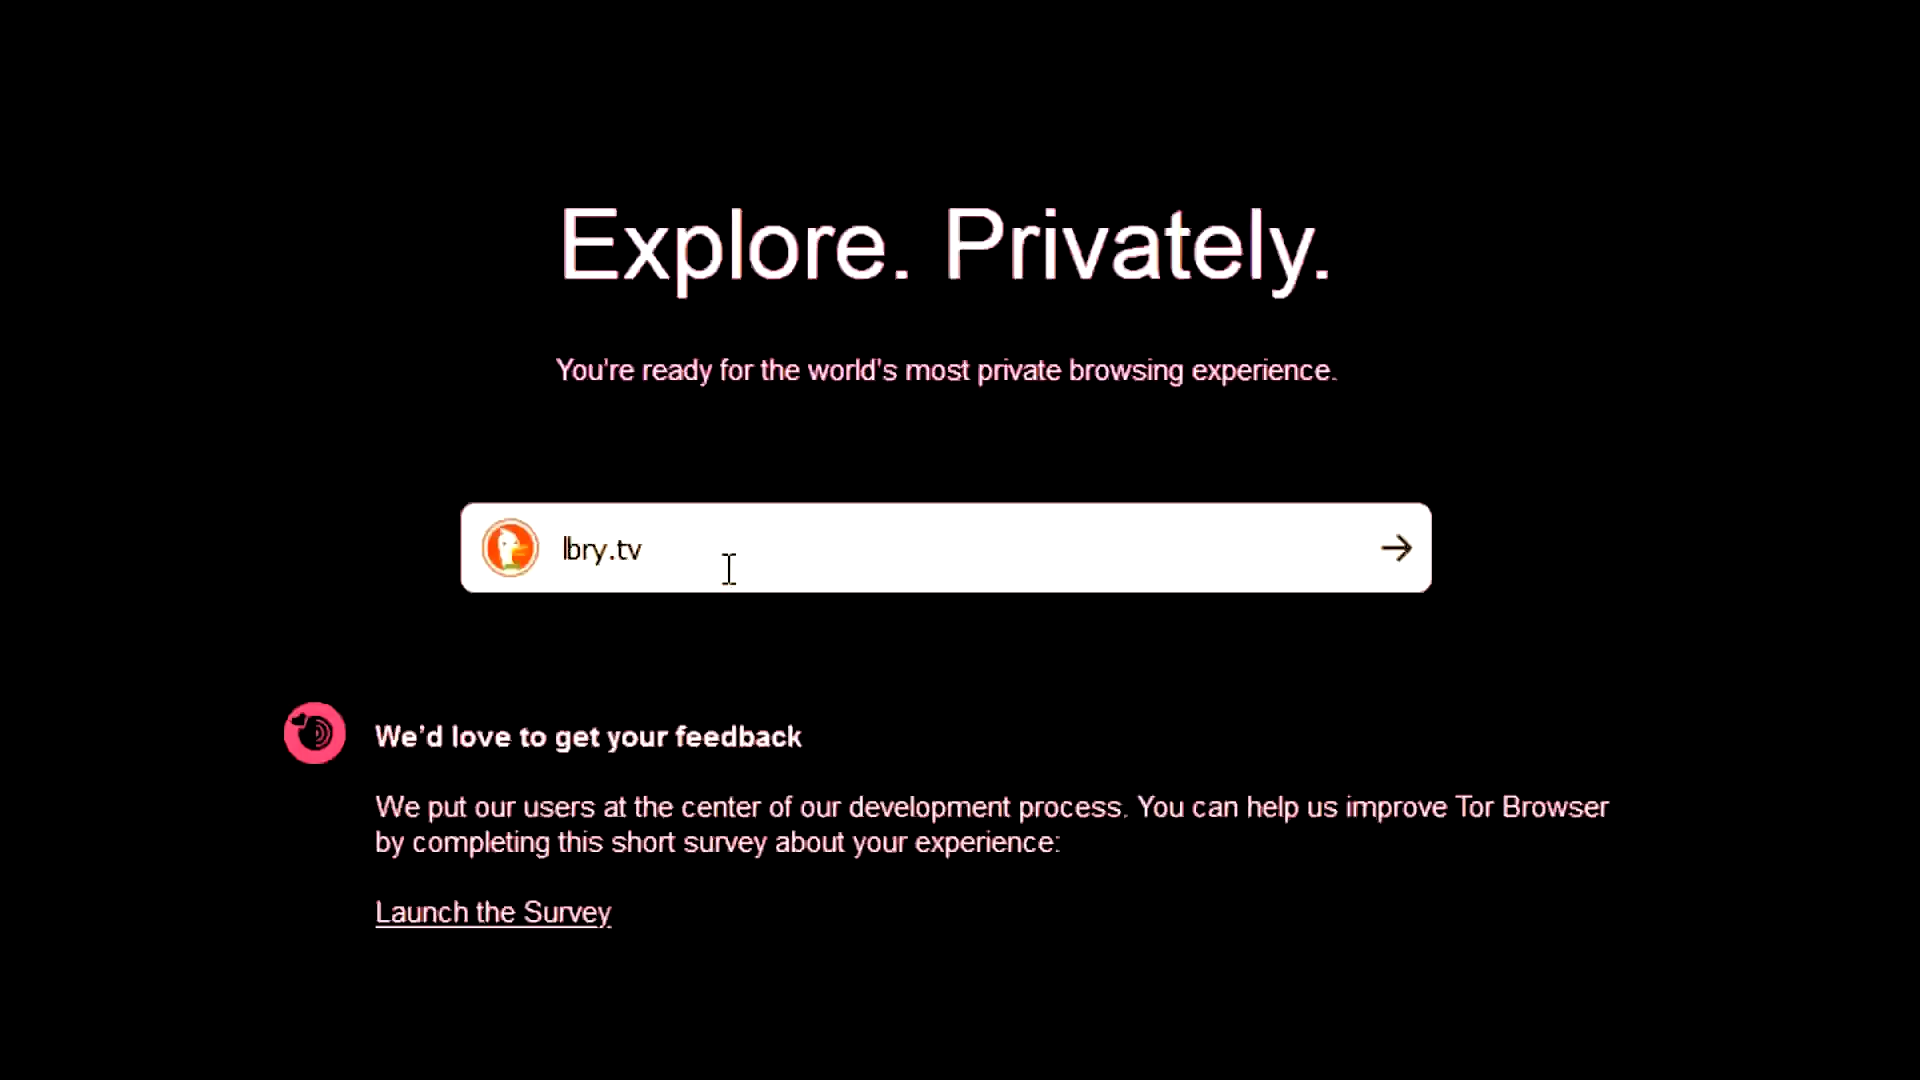 Explore. Privately.
You're ready for the world's most private browsing experience.
lbry.tv
We’d love to get your feedback
We put our users at the center of our development process. You can help us improve Tor Browser
by completing this short survey about your experience:
Launch the Survey